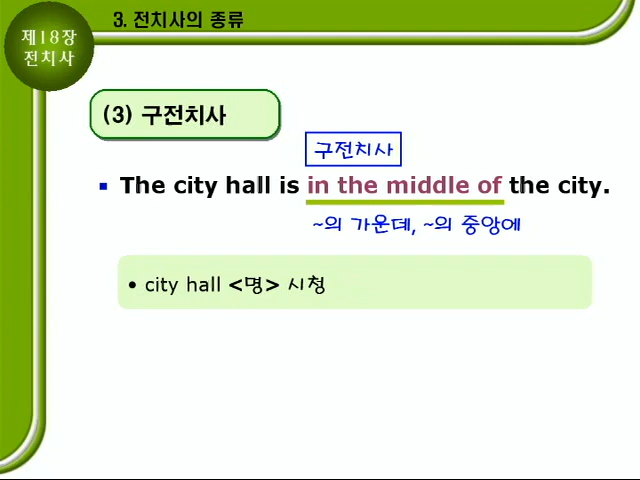 3. 전치사의 종류
제18장
전치사
(3) 구전치사
구전치사
▪ The city hall is in the middle of the city.
~의 가운데, ~의 중앙에
• city hall <명> 시청